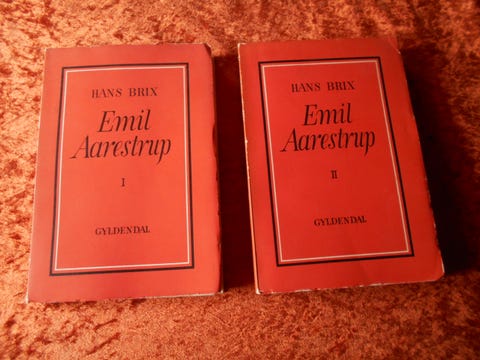 HANS BRIX
Emil
Aarestrup
I
GYLDENDAL
HANS BRIX
Emil
Aarestrup
II
GYLDENDAL